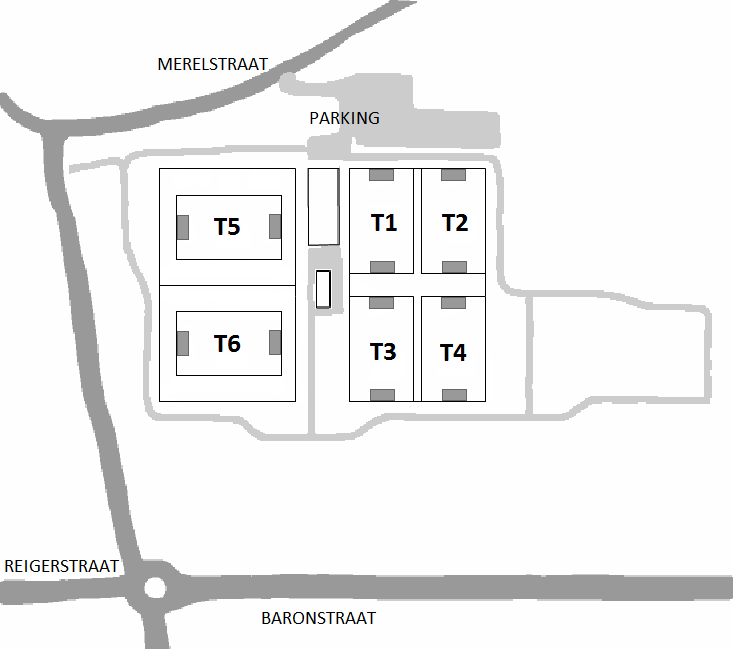 MERELSTRAAT
PARKING
T5
T1
T2
T6
T3
T4
REIGERSTRAAT
BARONSTRAAT